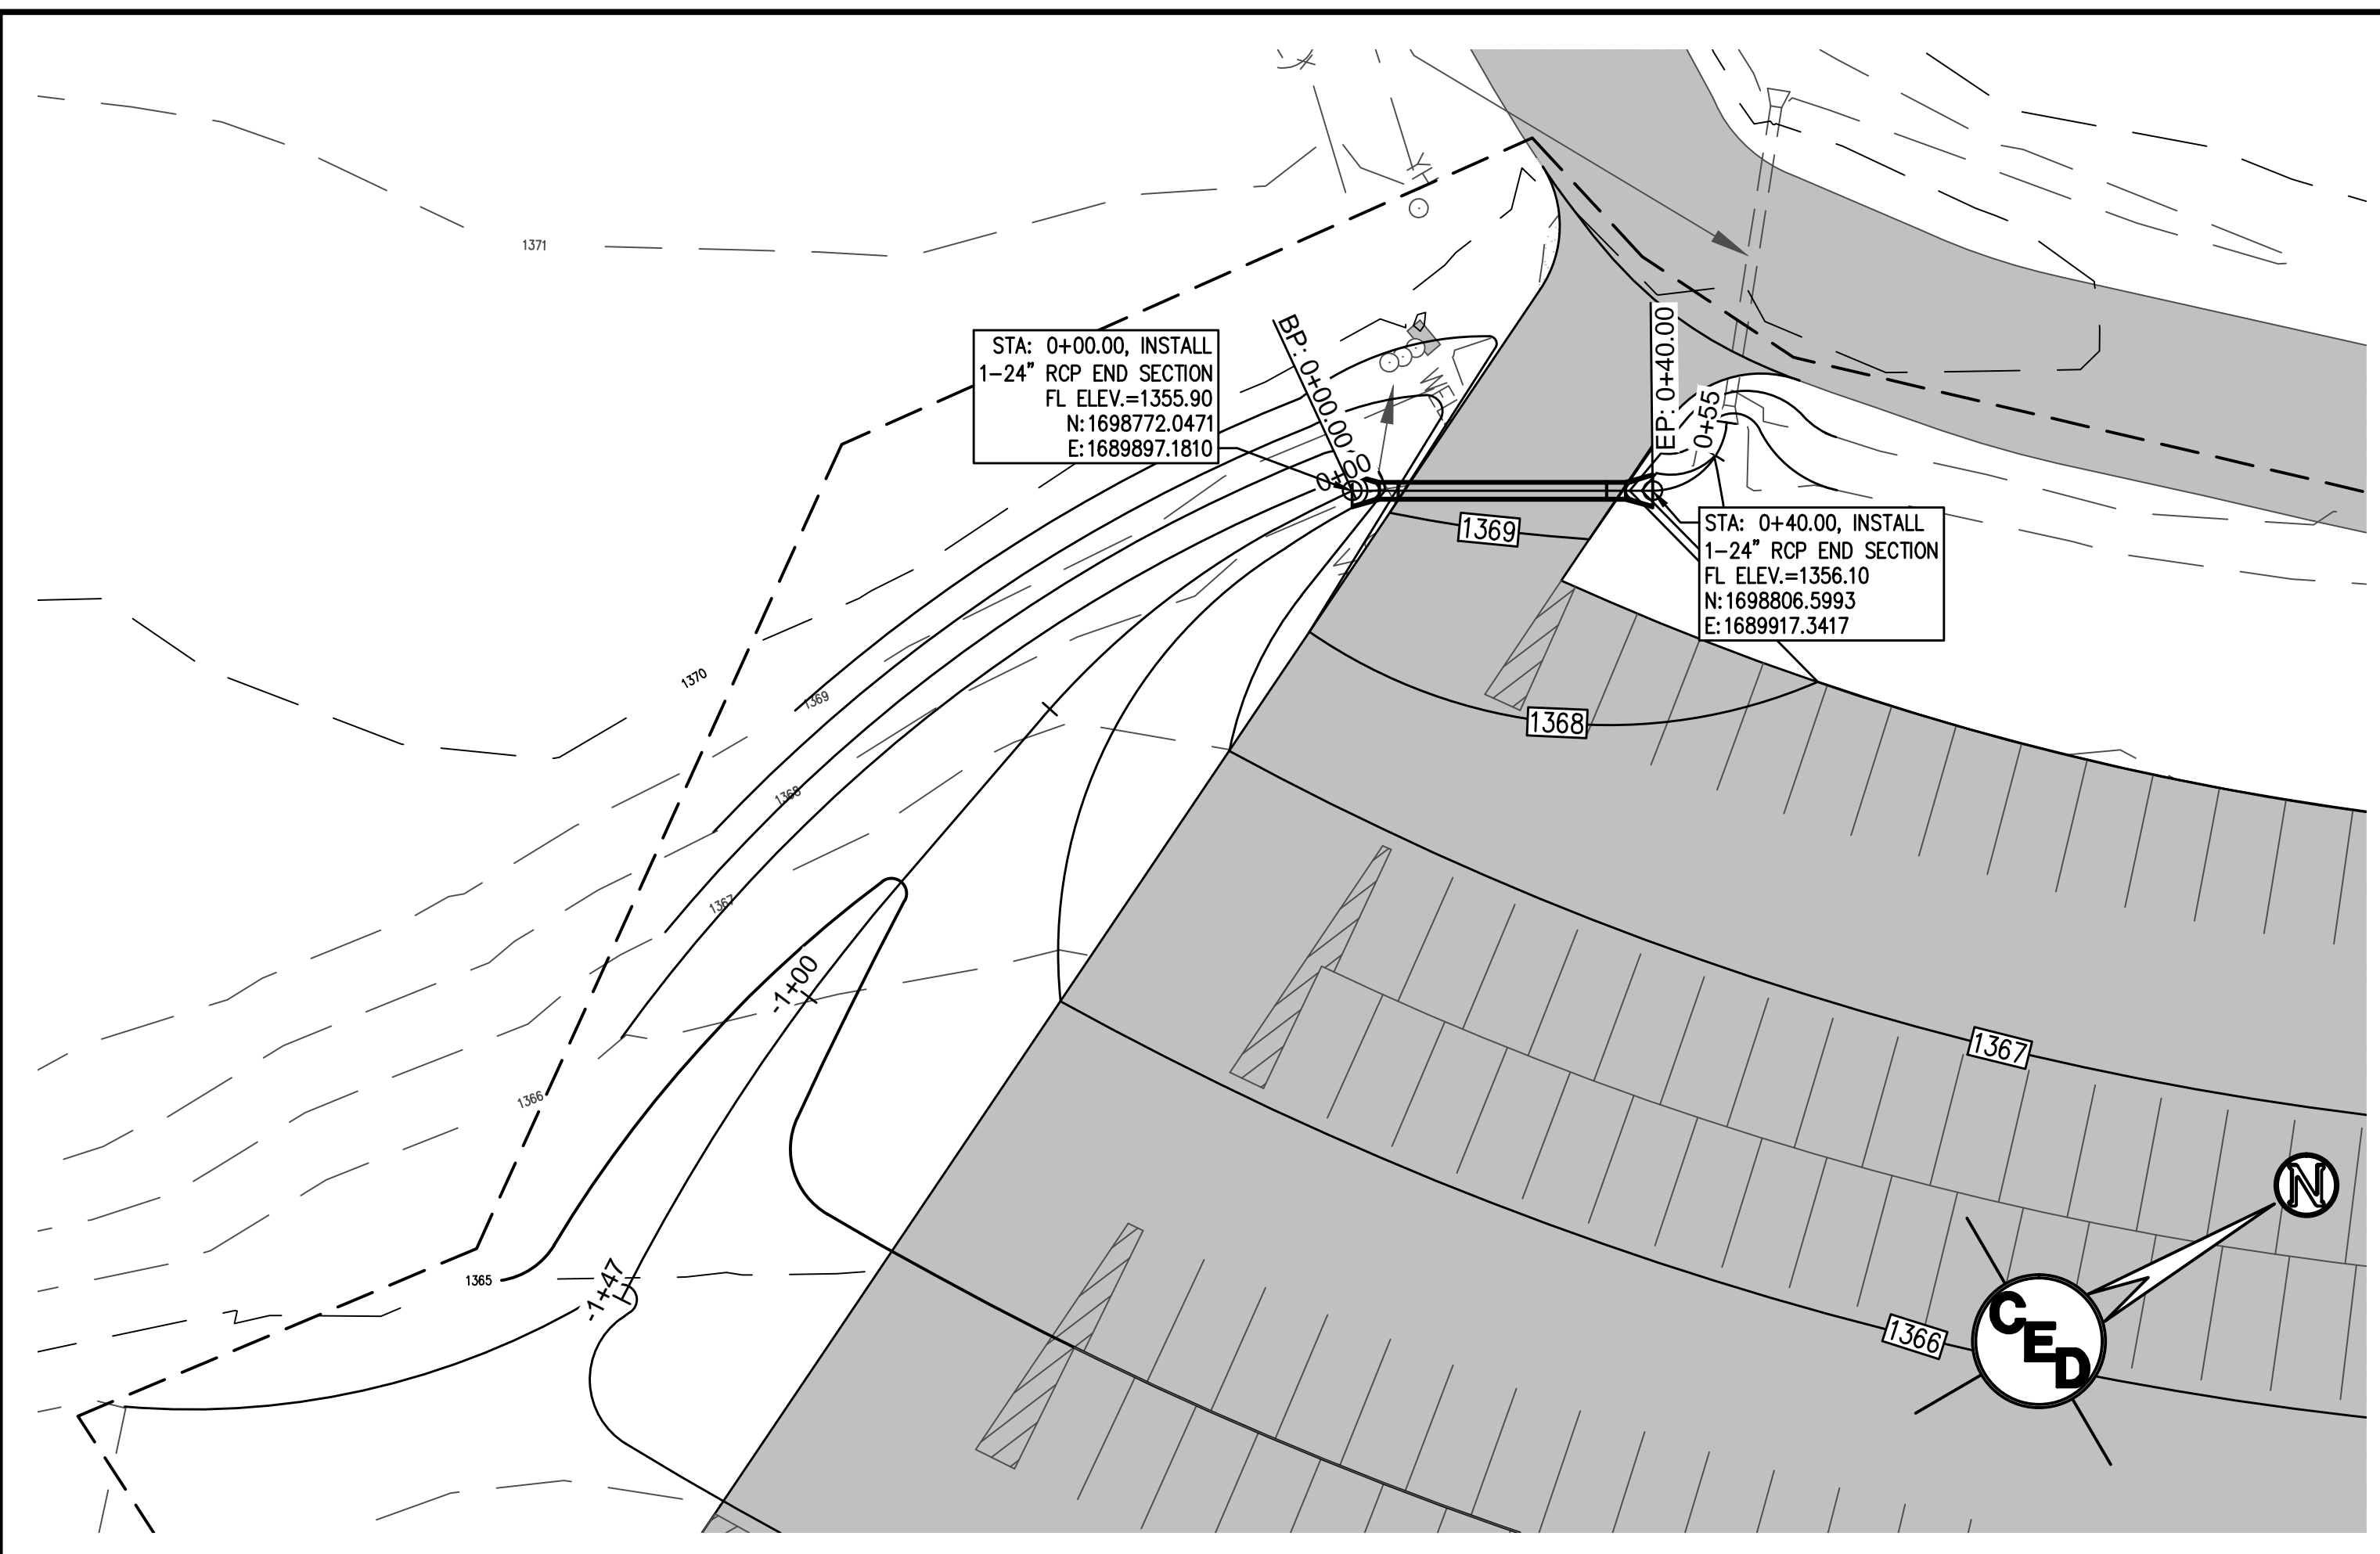 1371
BP: 0+00.00
EP: 0+40.00
0+55
STA: 0+00.00, INSTALL
1-24" RCP END SECTION
FL ELEV.=1355.90
N:1698772.0471
E:1689897.1810
0+00
1369
STA: 0+40.00, INSTALL
1-24" RCP END SECTION
FL ELEV.=1356.10
N:1698806.5993
E:1689917.3417
1370
1369
1368
1368
1367
-1+00
1367
1366
N
1365
-1+47
1366
CED